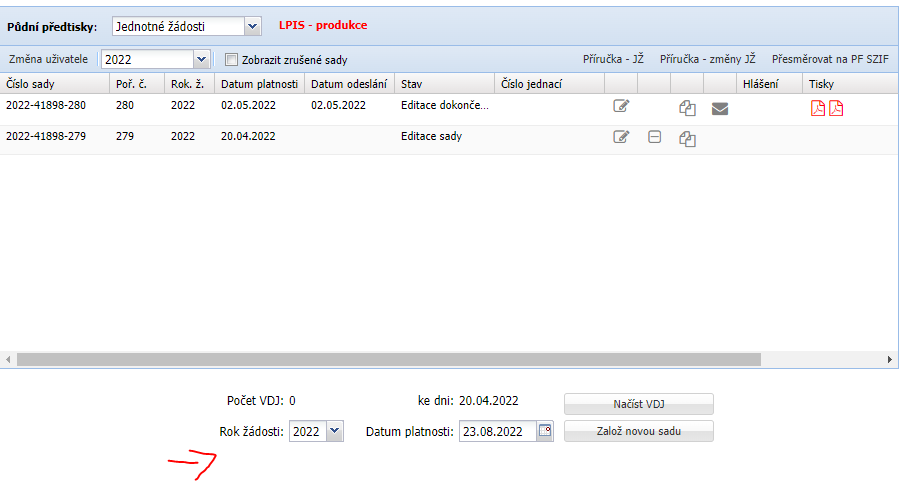 Půdní předtisky: Jednotné žádosti LPIS - produkce
Změna uživatele 2022 Zobrazit zrušené sady Příručka - JŽ Příručka - změny JŽ Přesměrovat na PF SZIF
Číslo sady Poř. č. Rok. ž. Datum platnosti Datum odeslání Stav Číslo jednací Hlášení Tisky
2022-41898-280 280 2022 02.05.2022 02.05.2022 Editace dokonče...
2022-41898-279 279 2022 20.04.2022 Editace sady
Počet VDJ: 0 ke dni: 20.04.2022 Načíst VDJ
Rok žádosti: 2022 Datum platnosti: 23.08.2022 Založ novou sadu